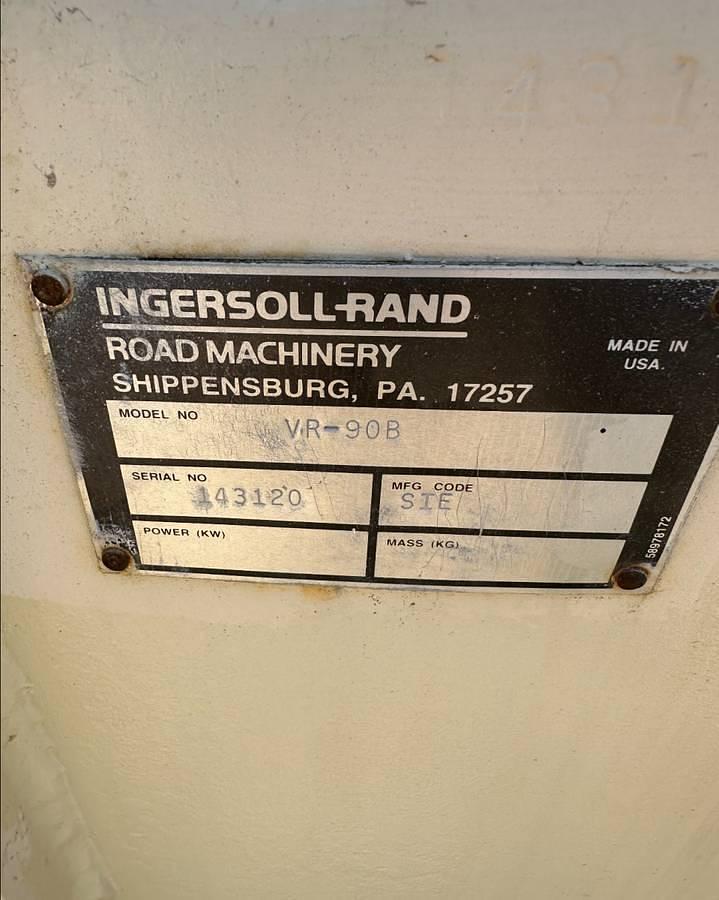 431
INGERSOLL-RAND
ROAD MACHINERY
SHIPPENSBURG, PA. 17257
MADE IN
USA.
MODEL NO
VR-90B
SERIAL NO
143120
MFG CODE
SIE
POWER (KW)
MASS (KG)
58978172